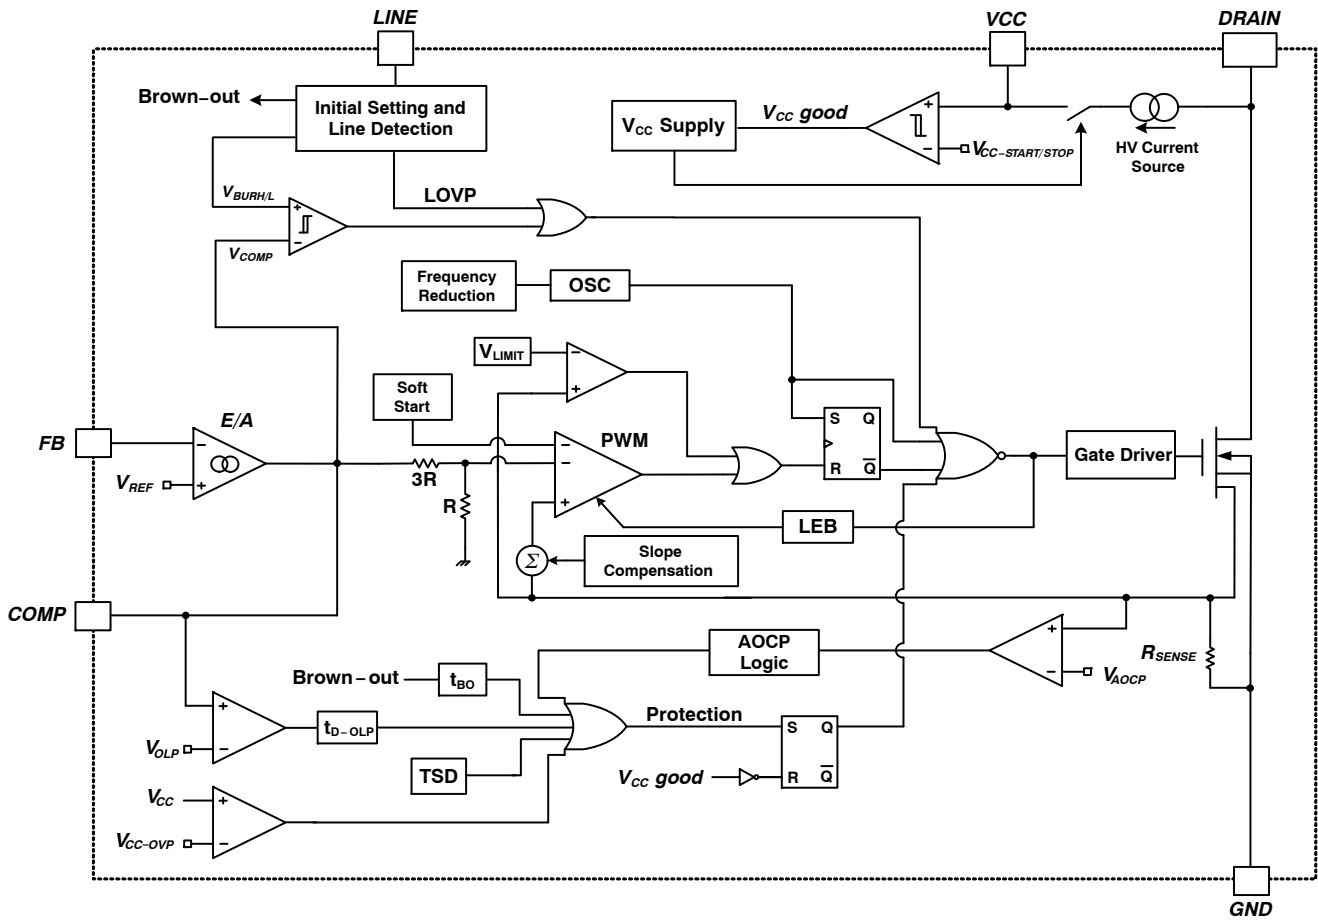 LINE
VCC
DRAIN
Brown-out
Initial Setting and
Line Detection
VCC Supply
VCC good
+
-
VCC-START/STOP
HV Current
Source
VBURH/L
+
-
VCOMP
LOVP
Frequency
Reduction
OSC
VLIMIT
-
+
Soft
Start
E/A
FB
-
+
VREF
3R
R
PWM
-
-
+
S Q
R Q
Gate Driver
LEB
Σ
Slope
Compensation
COMP
AOCP
Logic
+
-
VAOCP
RSENSE
Brown-out
tBO
+
-
VOLP
tD-OLP
Protection
S Q
R Q
TSD
VCC good
VCC
+
-
VCC-OVP
GND